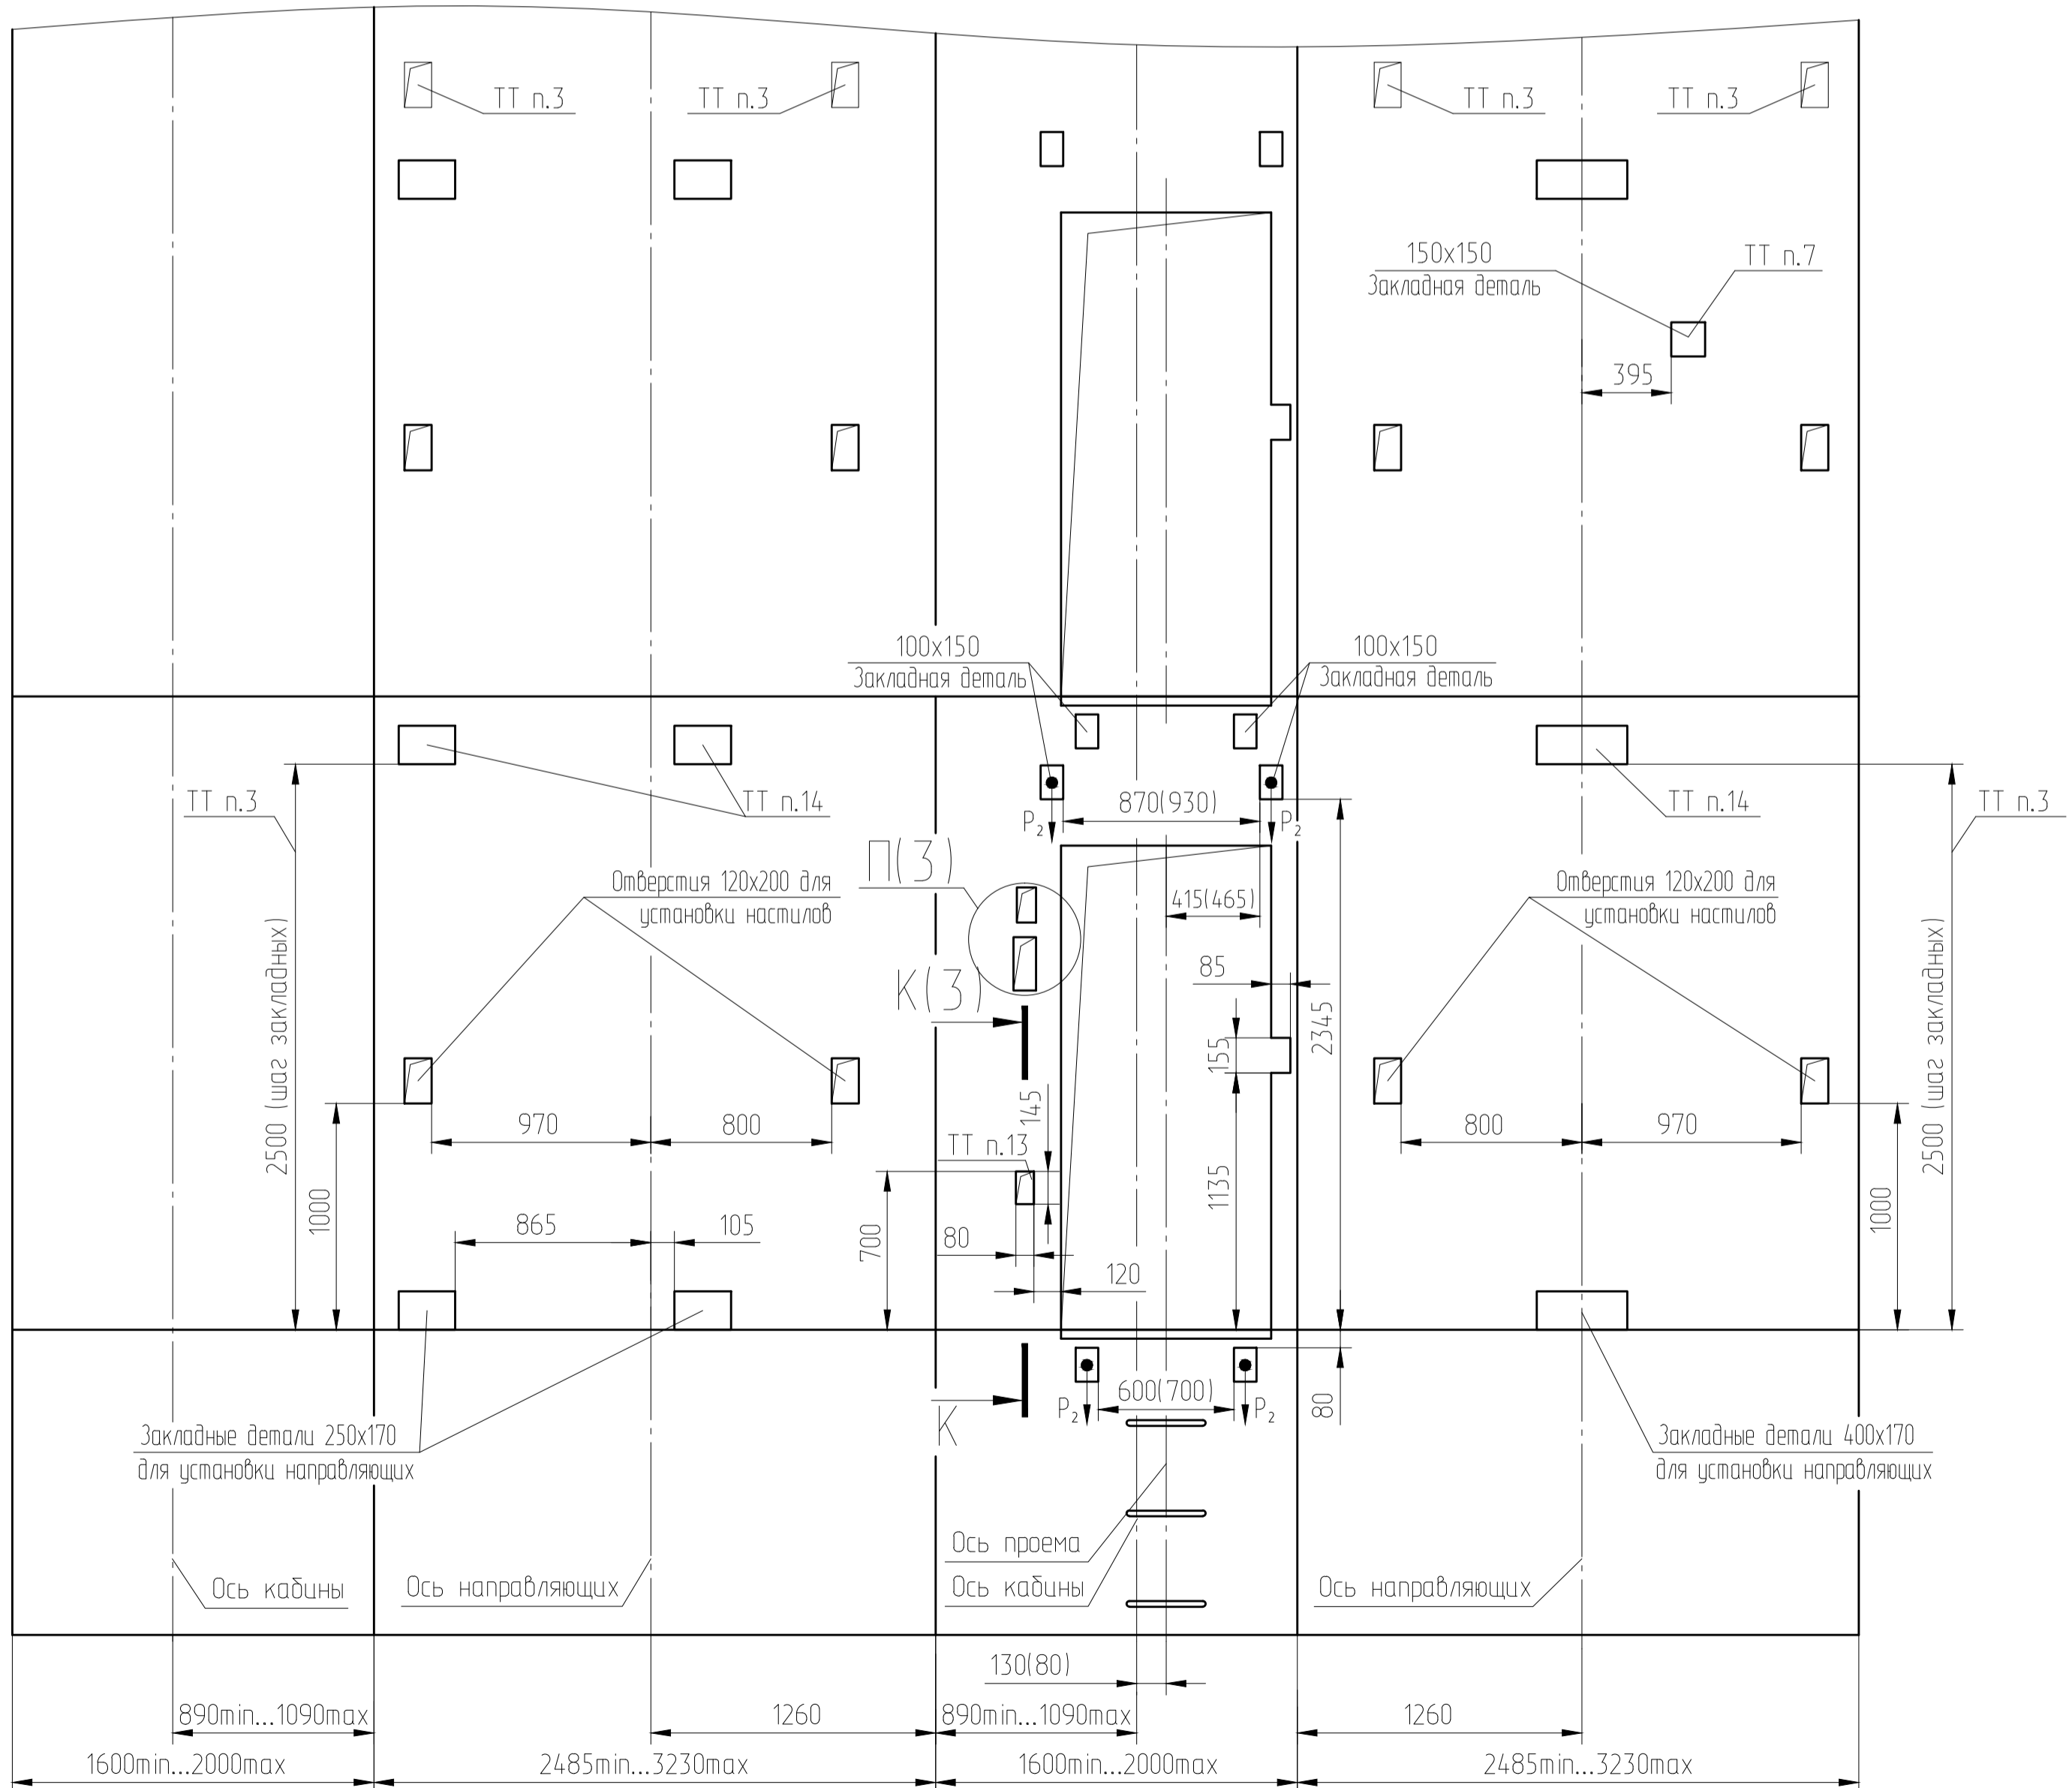 ТТ п.3
ТТ п.3
ТТ п.3
ТТ п.3
150х150
Закладная деталь
ТТ п.7
395
100х150
Закладная деталь
100х150
Закладная деталь
ТТ п.3
ТТ п.14
870(930)
P₂
P₂
ТТ п.14
ТТ п.3
П(3)
Отверстия 120х200 для
установки настилов
415(465)
Отверстия 120х200 для
установки настилов
85
К(3)
2500 (шаг закладных)
2345
155
2500 (шаг закладных)
145
970
800
ТТ п.13
800
970
1000
1135
1000
865
105
700
80
120
600(700)
P₂
P₂
80
К
Закладные детали 250х170
для установки направляющих
Закладные детали 400х170
для установки направляющих
Ось проема
Ось кабины
Ось направляющих
Ось кабины
Ось направляющих
130(80)
890min...1090max
1260
890min...1090max
1260
1600min...2000max
2485min...3230max
1600min...2000max
2485min...3230max